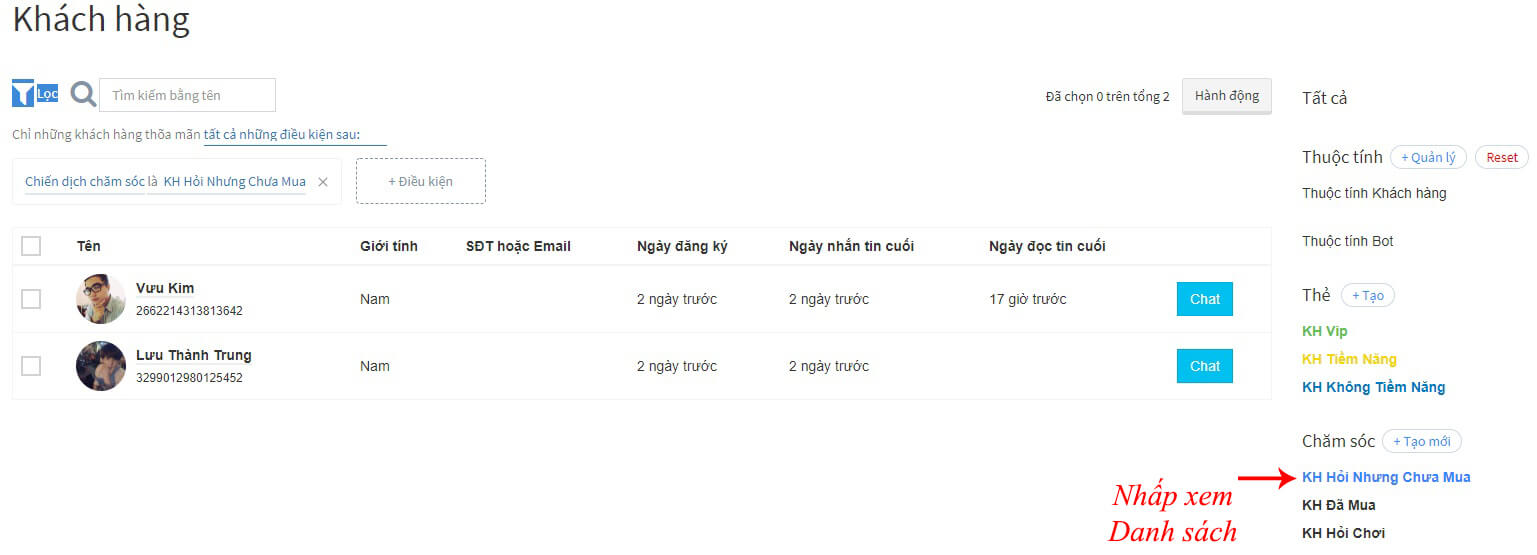 Khách hàng
Lọc
Tìm kiếm bằng tên
Đã chọn 0 trên tổng 2
Hành động
Chỉ những khách hàng thõa mãn tất cả những điều kiện sau:
Chiến dịch chăm sóc là KH Hỏi Nhưng Chưa Mua ×
+ Điều kiện
Tên Giới tính SĐT hoặc Email Ngày đăng ký Ngày nhắn tin cuối Ngày đọc tin cuối
Vưu Kim
2662214313813642
Nam 2 ngày trước 2 ngày trước 17 giờ trước Chat
Lưu Thành Trung
3299012980125452
Nam 2 ngày trước 2 ngày trước Chat
Tất cả
Thuộc tính + Quản lý Reset
Thuộc tính Khách hàng
Thuộc tính Bot
Thẻ + Tạo
KH Vip
KH Tiềm Năng
KH Không Tiềm Năng
Chăm sóc + Tạo mới
KH Hỏi Nhưng Chưa Mua
KH Đã Mua
KH Hỏi Chơi
Nhấp xem
Danh sách